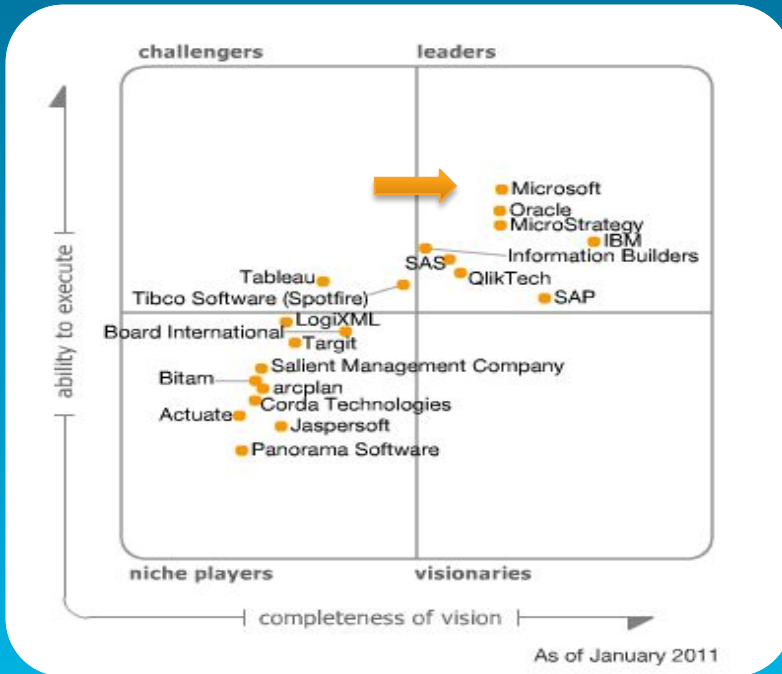 challengers
leaders
Microsoft
Oracle
MicroStrategy
IBM
Information Builders
SAS
QlikTech
Tableau
SAP
Tibco Software (Spotfire)
ability to execute
LogiXML
Board International
Targit
Salient Management Company
Bitam
arcplan
Corda Technologies
Actuate
Jaspersoft
Panorama Software
niche players
visionaries
completeness of vision
As of January 2011